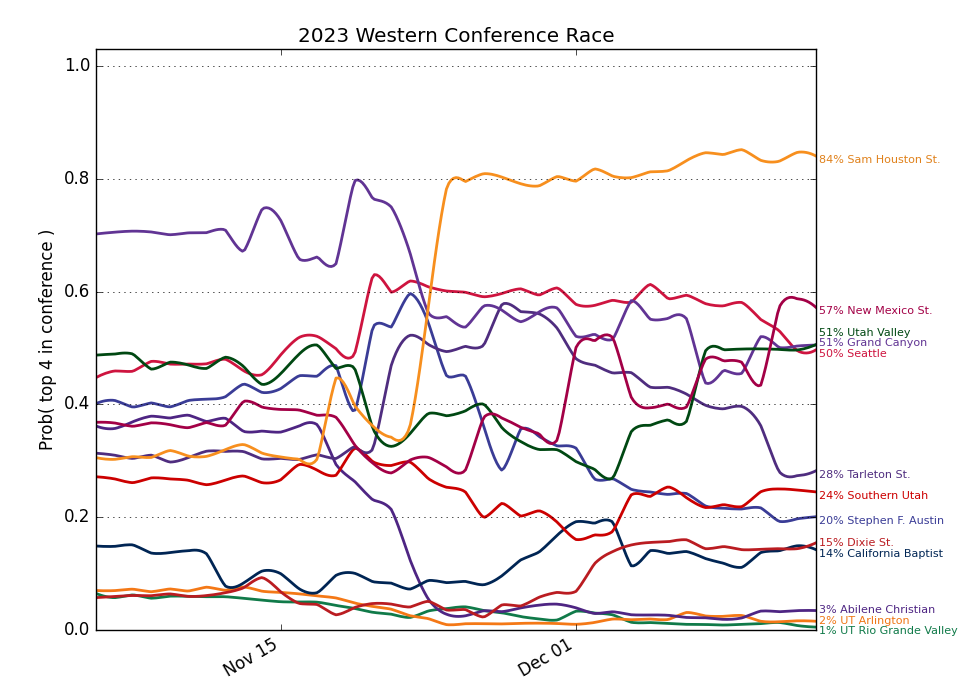 2023 Western Conference Race
Prob( top 4 in conference )
1.0
0.8
0.6
0.4
0.2
0.0
Nov 15
Dec 01
84% Sam Houston St.
57% New Mexico St.
51% Utah Valley
51% Grand Canyon
50% Seattle
28% Tarleton St.
24% Southern Utah
20% Stephen F. Austin
15% Dixie St.
14% California Baptist
3% Abilene Christian
2% UT Arlington
1% UT Rio Grande Valley